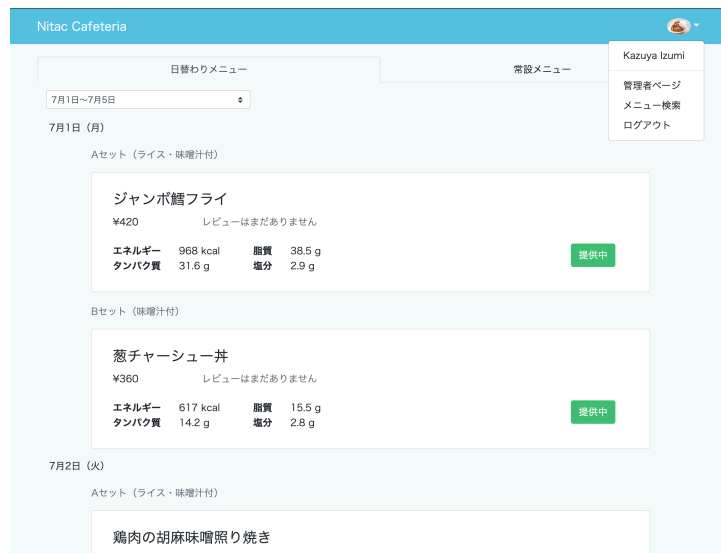 Nitac Cafeteria
Kazuya Izumi
管理者ページ
メニュー検索
ログアウト
日替わりメニュー
常設メニュー
7月1日〜7月5日
7月1日（月）
Aセット（ライス・味噌汁付）
ジャンボ鱈フライ
¥420 レビューはまだありません
エネルギー 968 kcal 脂質 38.5 g
タンパク質 31.6 g 塩分 2.9 g
提供中
Bセット（味噌汁付）
葱チャーシュー丼
¥360 レビューはまだありません
エネルギー 617 kcal 脂質 15.5 g
タンパク質 14.2 g 塩分 2.8 g
提供中
7月2日（火）
Aセット（ライス・味噌汁付）
鶏肉の胡麻味噌照り焼き